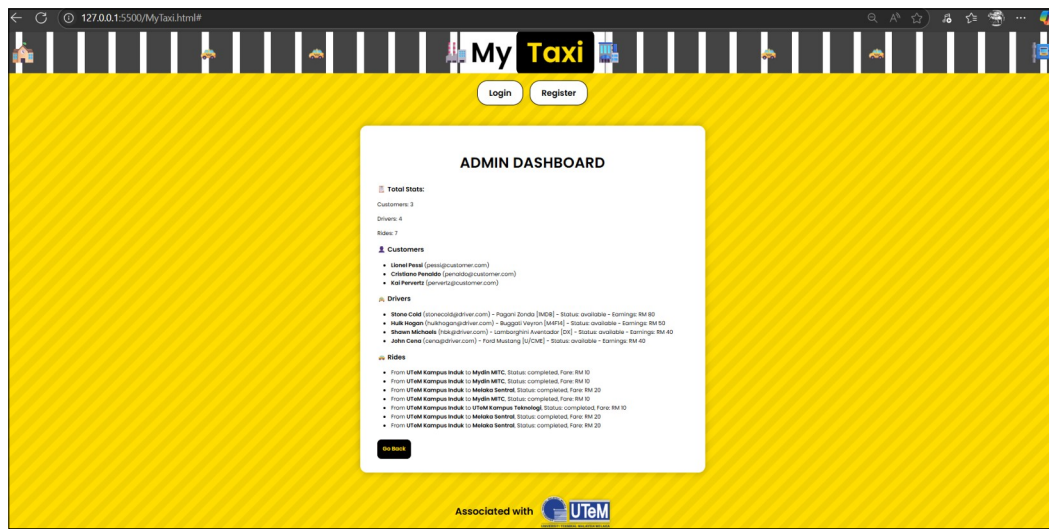 127.0.0.1:5500/MyTaxi.html#
My Taxi
Login Register
ADMIN DASHBOARD
Total Stats:
Customers: 3
Drivers: 4
Rides: 7
Customers
Lionel Pessi (pessi@customer.com)
Cristiano Penaldo (penaldo@customer.com)
Kai Pervertz (pervertz@customer.com)
Drivers
Stone Cold (stonecold@driver.com) - Pagani Zonda [1MDB] - Status: available - Earnings: RM 80
Hulk Hogan (hulkhogan@driver.com) - Buggati Veyron [M4F14] - Status: available - Earnings: RM 50
Shawn Michaels (hbk@driver.com) - Lamborghini Aventador [DX] - Status: available - Earnings: RM 40
John Cena (cena@driver.com) - Ford Mustang [U/CME] - Status: available - Earnings: RM 40
Rides
From UTeM Kampus Induk to Mydin MITC, Status: completed, Fare: RM 10
From UTeM Kampus Induk to Mydin MITC, Status: completed, Fare: RM 10
From UTeM Kampus Induk to Melaka Sentral, Status: completed, Fare: RM 20
From UTeM Kampus Induk to Mydin MITC, Status: completed, Fare: RM 10
From UTeM Kampus Induk to UTeM Kampus Teknologi, Status: completed, Fare: RM 10
From UTeM Kampus Induk to Melaka Sentral, Status: completed, Fare: RM 20
From UTeM Kampus Induk to Melaka Sentral, Status: completed, Fare: RM 20
Go Back
Associated with UTeM